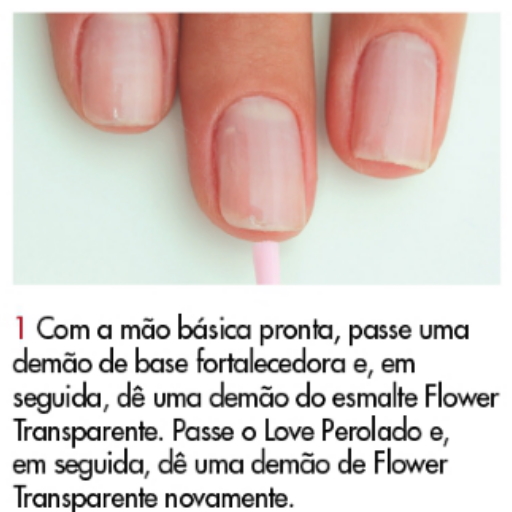 1 Com a mão básica pronta, passe uma
demão de base fortalecedora e, em
seguida, dê uma demão do esmalte Flower
Transparente. Passe o Love Perolado e,
em seguida, dê uma demão de Flower
Transparente novamente.